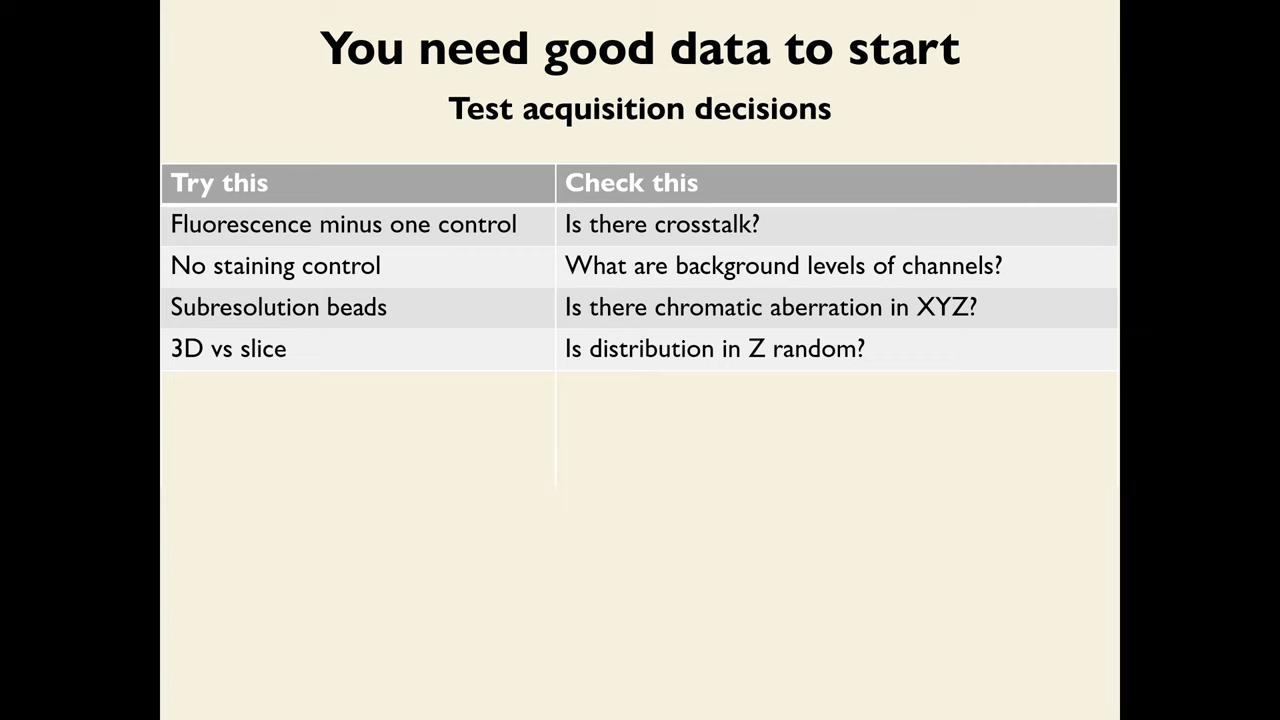 You need good data to start
Test acquisition decisions
Try this
Check this
Fluorescence minus one control
Is there crosstalk?
No staining control
What are background levels of channels?
Subresolution beads
Is there chromatic aberration in XYZ?
3D vs slice
Is distribution in Z random?